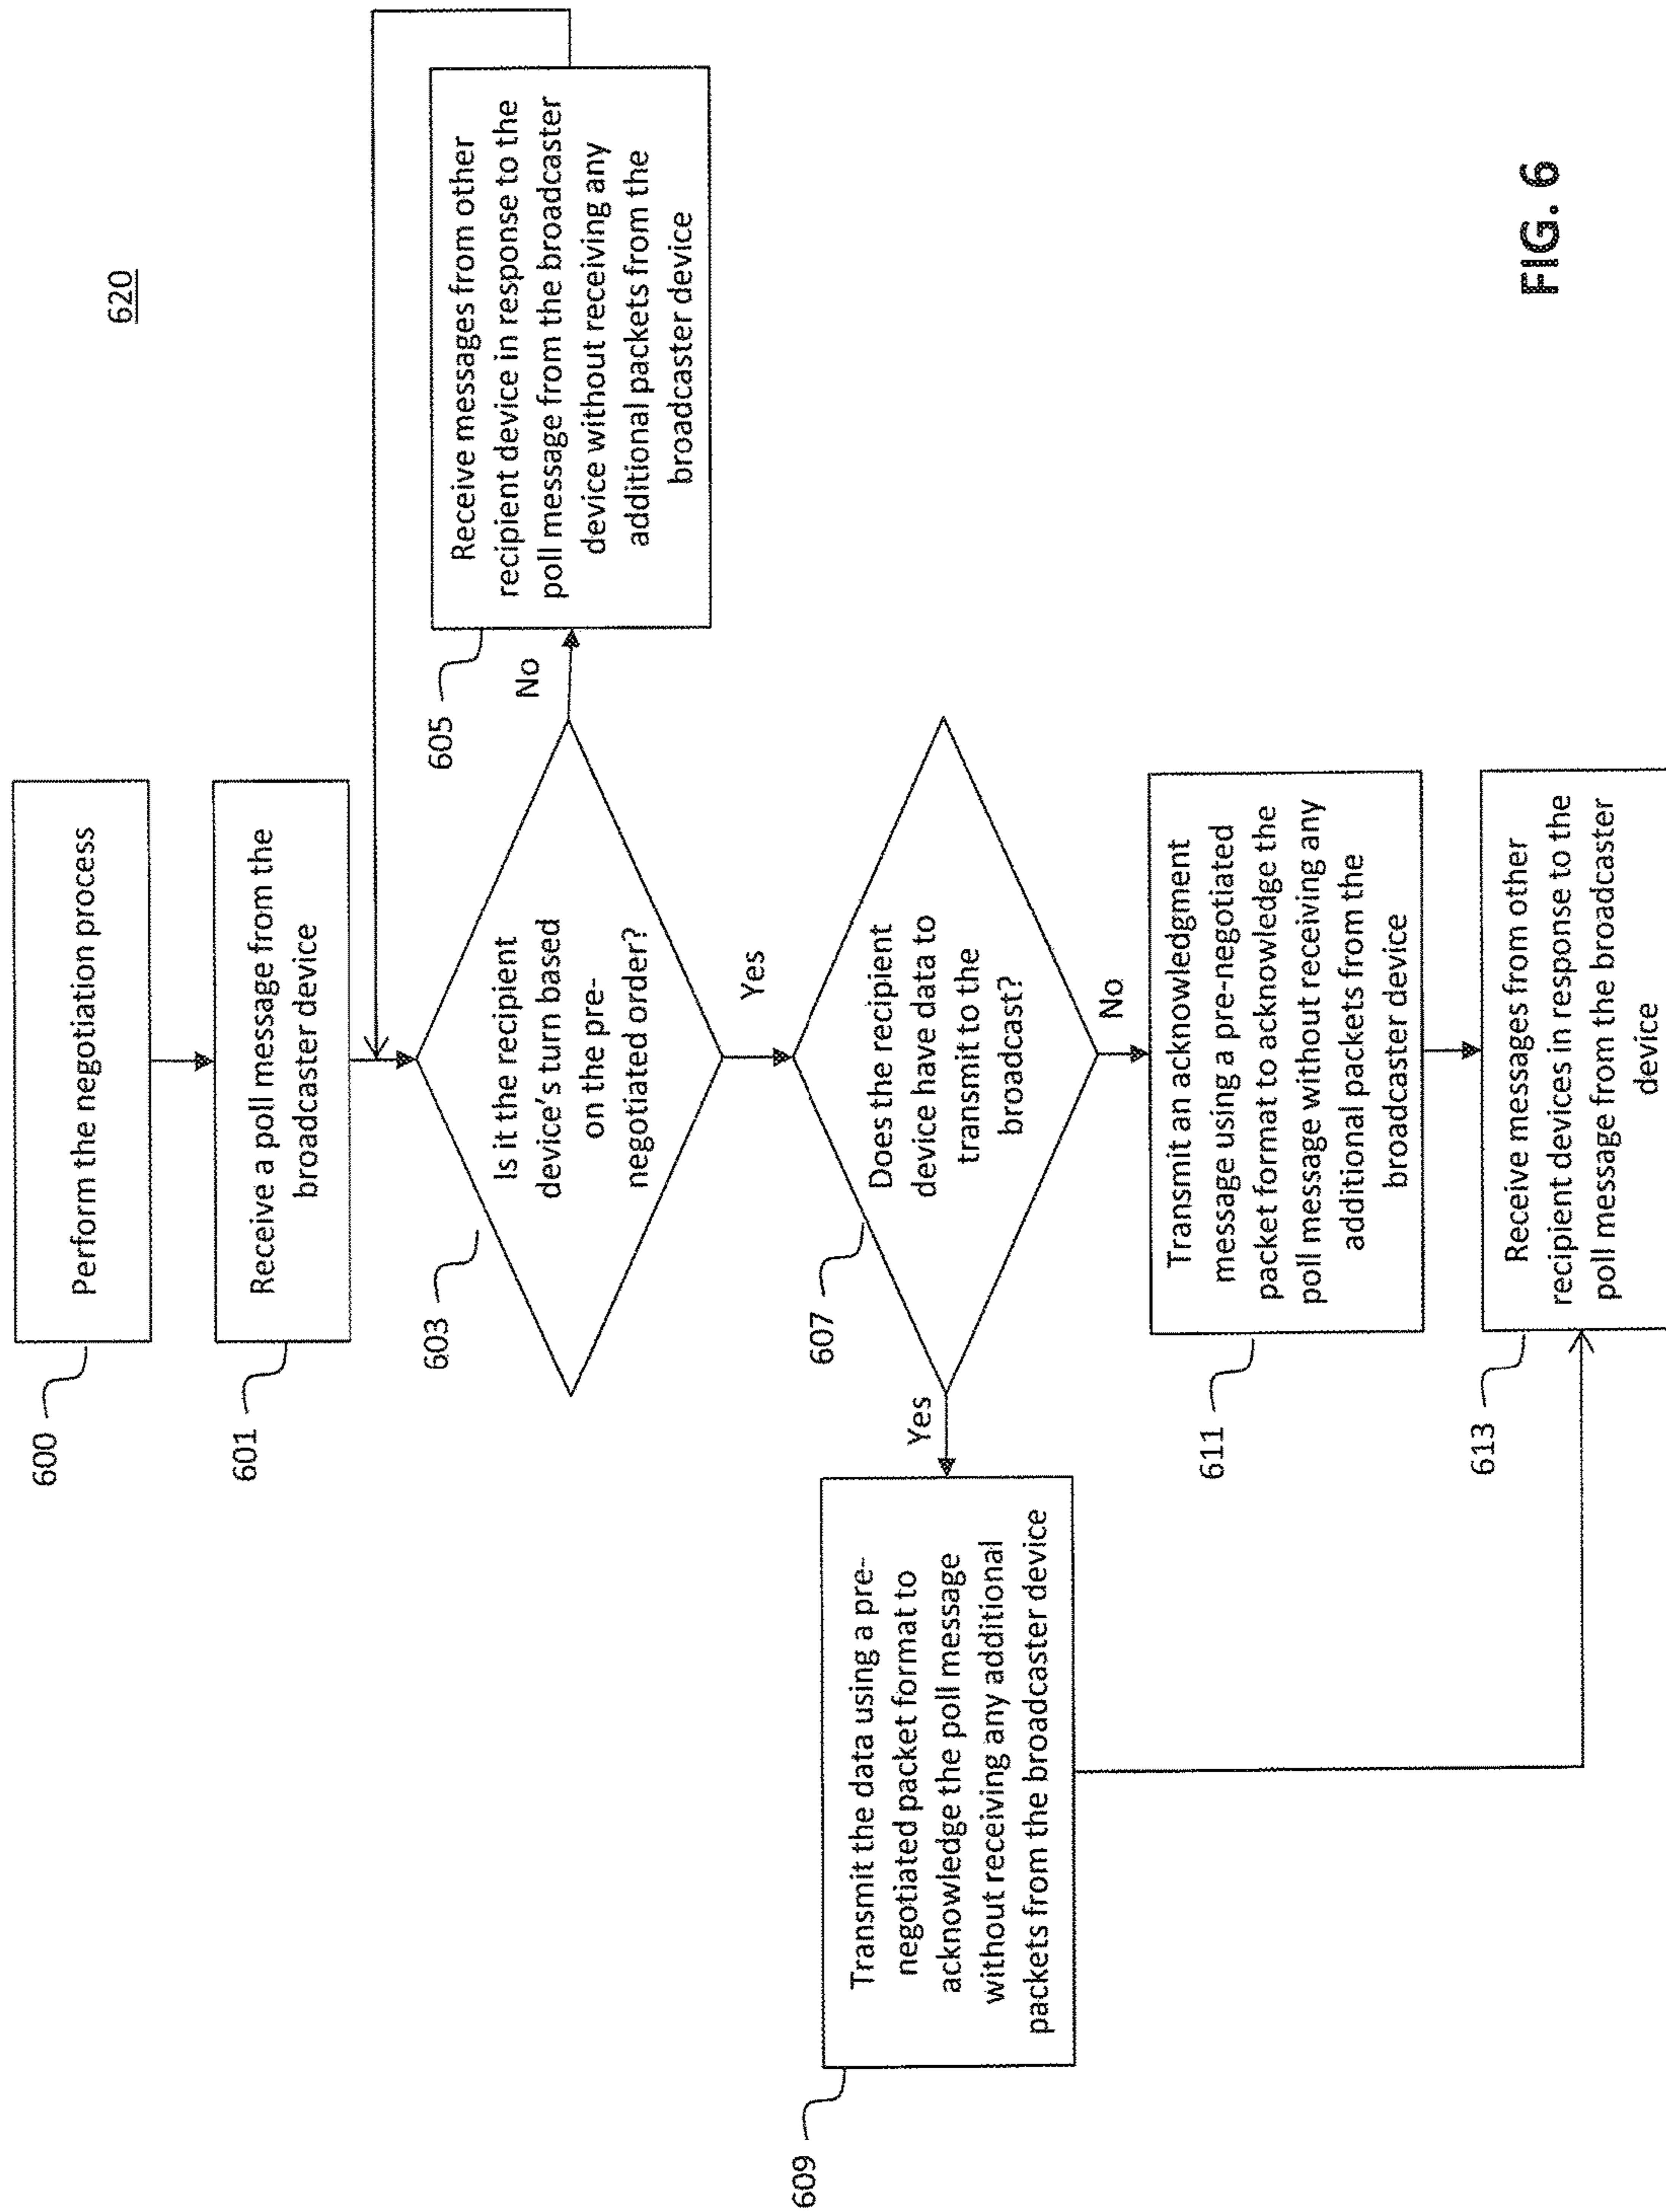 620
600
Perform the negotiation process
601
Receive a poll message from the
broadcaster device
603
Is it the recipient
device's turn based
on the pre-
negotiated order?
No
605
Receive messages from other
recipient device in response to the
poll message from the broadcaster
device without receiving any
additional packets from the
broadcaster device
Yes
607
Does the recipient
device have data to
transmit to the
broadcast?
Yes
609
Transmit the data using a pre-
negotiated packet format to
acknowledge the poll message
without receiving any additional
packets from the broadcaster device
No
611
Transmit an acknowledgment
message using a pre-negotiated
packet format to acknowledge the
poll message without receiving any
additional packets from the
broadcaster device
613
Receive messages from other
recipient devices in response to the
poll message from the broadcaster
device
FIG. 6